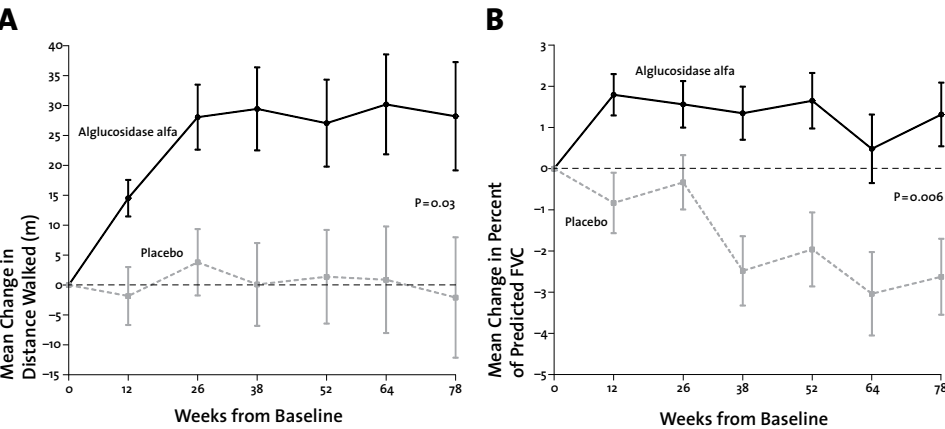 A
Mean Change in
Distance Walked (m)
40
35
30
25
20
15
10
5
0
−5
−10
−15
Alglucosidase alfa
Placebo
P=0.03
0 12 26 38 52 64 78
Weeks from Baseline
B
Mean Change in Percent
of Predicted FVC
3
2
1
0
−1
−2
−3
−4
−5
Alglucosidase alfa
Placebo
P=0.006
0 12 26 38 52 64 78
Weeks from Baseline